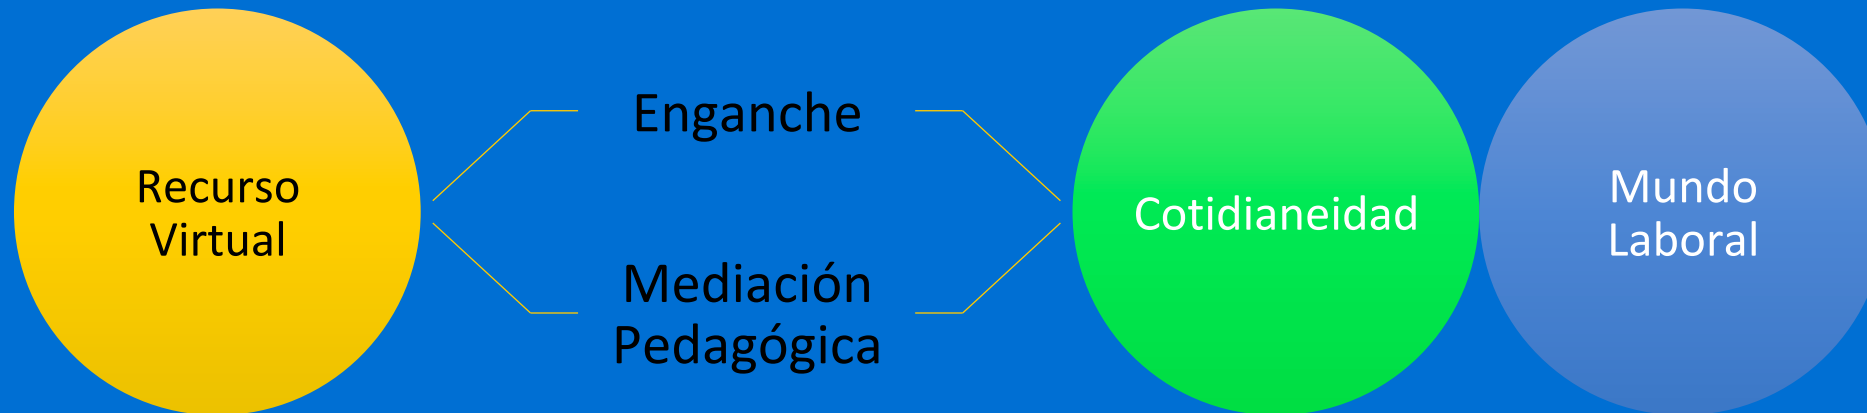 Recurso
Virtual
Enganche
Mediación
Pedagógica
Cotidianeidad
Mundo
Laboral